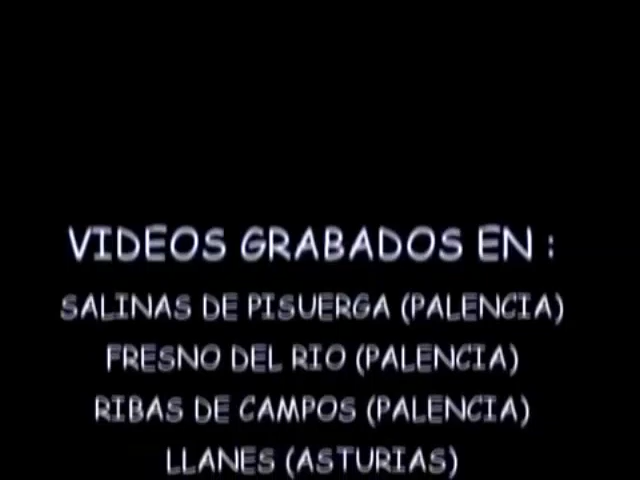 VIDEOS GRABADOS EN :
SALINAS DE PISUERGA (PALENCIA)
FRESNO DEL RIO (PALENCIA)
RIBAS DE CAMPOS (PALENCIA)
LLANES (ASTURIAS)